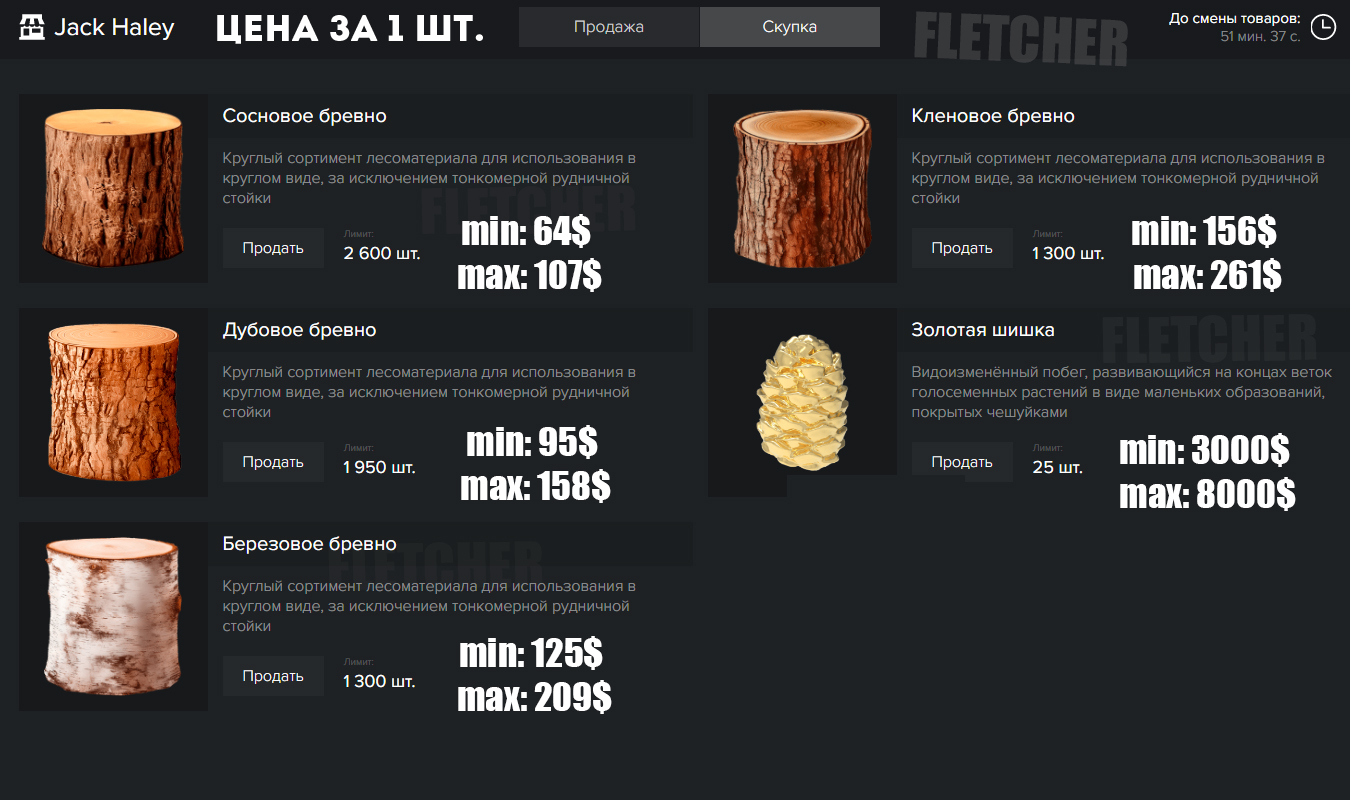 Jack Haley
ЦЕНА ЗА 1 ШТ.
Продажа
Скупка
FLETCHER
До смены товаров:
51 мин. 37 с.
Сосновое бревно
Круглый сортимент лесоматериала для использования в
круглом виде, за исключением тонкомерной рудничной
стойки
FLETCHER
Продать
Лимит:
2 600 шт.
min: 64$
max: 107$
Кленовое бревно
Круглый сортимент лесоматериала для использования в
круглом виде, за исключением тонкомерной рудничной
стойки
Продать
Лимит:
1 300 шт.
min: 156$
max: 261$
Дубовое бревно
Круглый сортимент лесоматериала для использования в
круглом виде, за исключением тонкомерной рудничной
стойки
Продать
Лимит:
1 950 шт.
min: 95$
max: 158$
Золотая шишка
FLETCHER
Видоизменённый побег, развивающийся на концах веток
голосеменных растений в виде маленьких образований,
покрытых чешуйками
Продать
Лимит:
25 шт.
min: 3000$
max: 8000$
Березовое бревно
FLETCHER
Круглый сортимент лесоматериала для использования в
круглом виде, за исключением тонкомерной рудничной
стойки
Продать
Лимит:
1 300 шт.
min: 125$
max: 209$